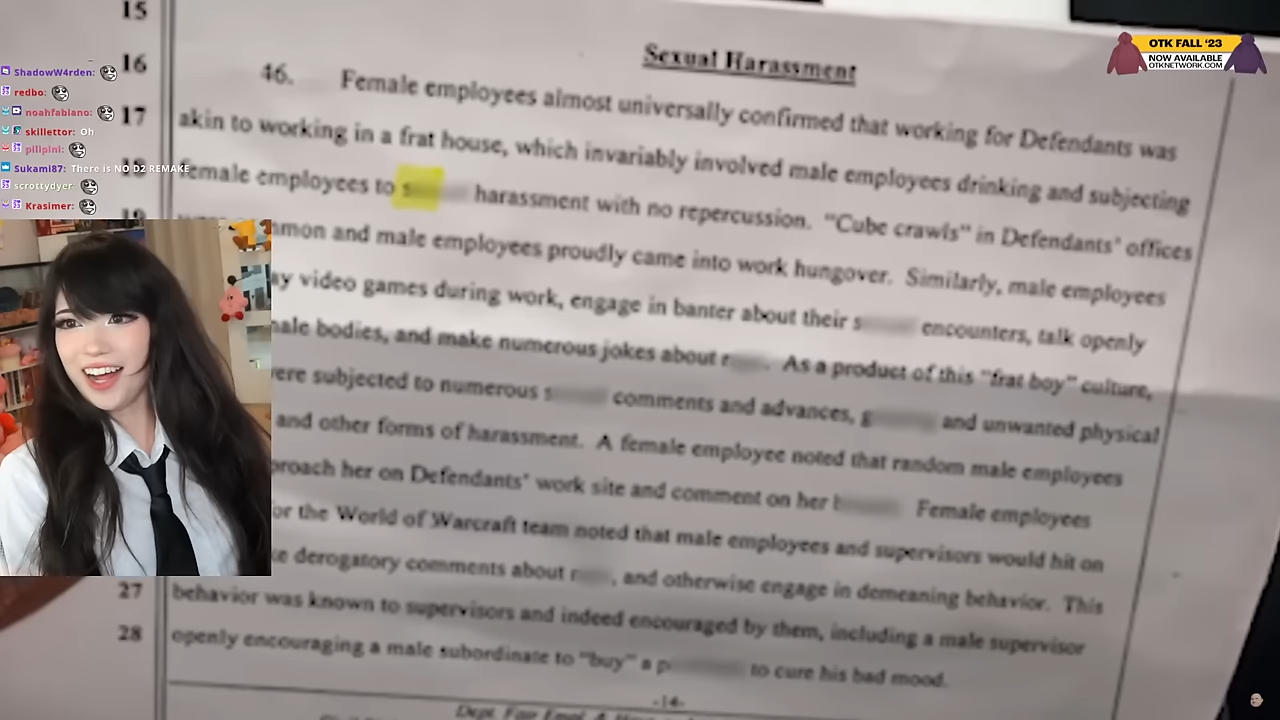 15
16
17
28
27
28
Sexual Harassment
46. Female employees almost universally confirmed that working for Defendants was
akin to working in a frat house, which invariably involved male employees drinking and subjecting
female employees to s harassment with no repercussion. "Cube crawls" in Defendants' offices
mon and male employees proudly came into work hungover. Similarly, male employees
ay video games during work, engage in banter about their s encounters, talk openly
male bodies, and make numerous jokes about r . As a product of this "frat boy" culture,
ere subjected to numerous s comments and advances, g and unwanted physical
and other forms of harassment. A female employee noted that random male employees
proach her on Defendants' work site and comment on her b Female employees
or the World of Warcraft team noted that male employees and supervisors would hit on
ke derogatory comments about r , and otherwise engage in demeaning behavior. This
behavior was known to supervisors and indeed encouraged by them, including a male supervisor
openly encouraging a male subordinate to "buy" a p to cure his bad mood.
-14-
ShadowW4rden:
redbo:
noahfabiano:
skillettor: Oh
pilipini:
Sukami87: There is NO D2 REMAKE
scrottydyer
Krasimer:
OTK FALL '23
NOW AVAILABLE
OTKNETWORK.COM